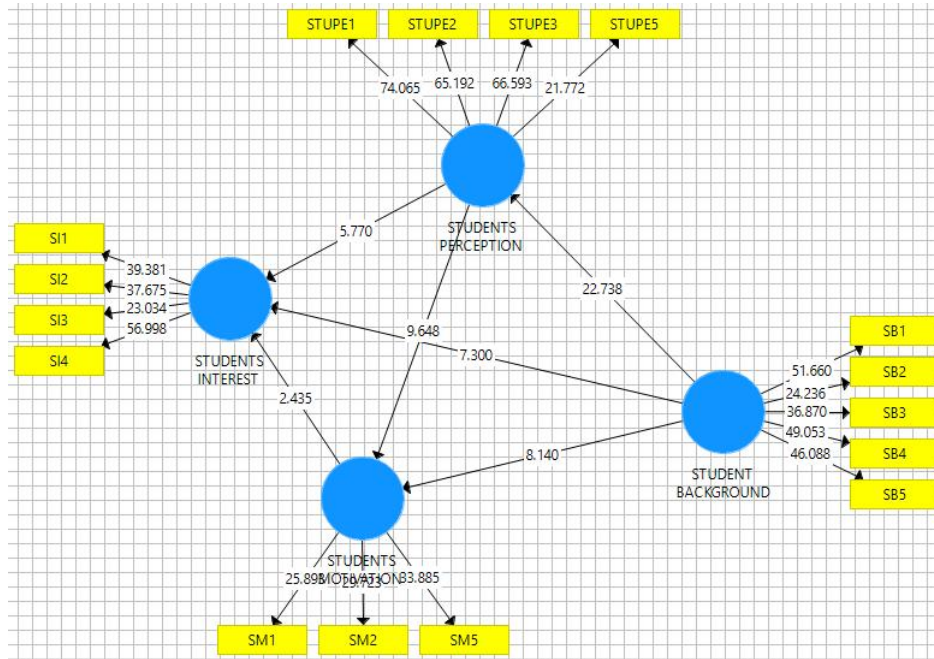 STUPE1 STUPE2 STUPE3 STUPE5
74.065 65.192 66.593 21.772
STUDENTS
PERCEPTION
5.770
22.738
SI1
SI2
SI3
SI4
39.381
37.675
23.034
56.998
STUDENTS
INTEREST
9.648
7.300
2.435
8.140
SB1
SB2
SB3
SB4
SB5
51.660
24.236
36.870
49.053
46.088
STUDENT
BACKGROUND
STUDENTS
MOTIVATION
33.885
SM1 SM2 SM5